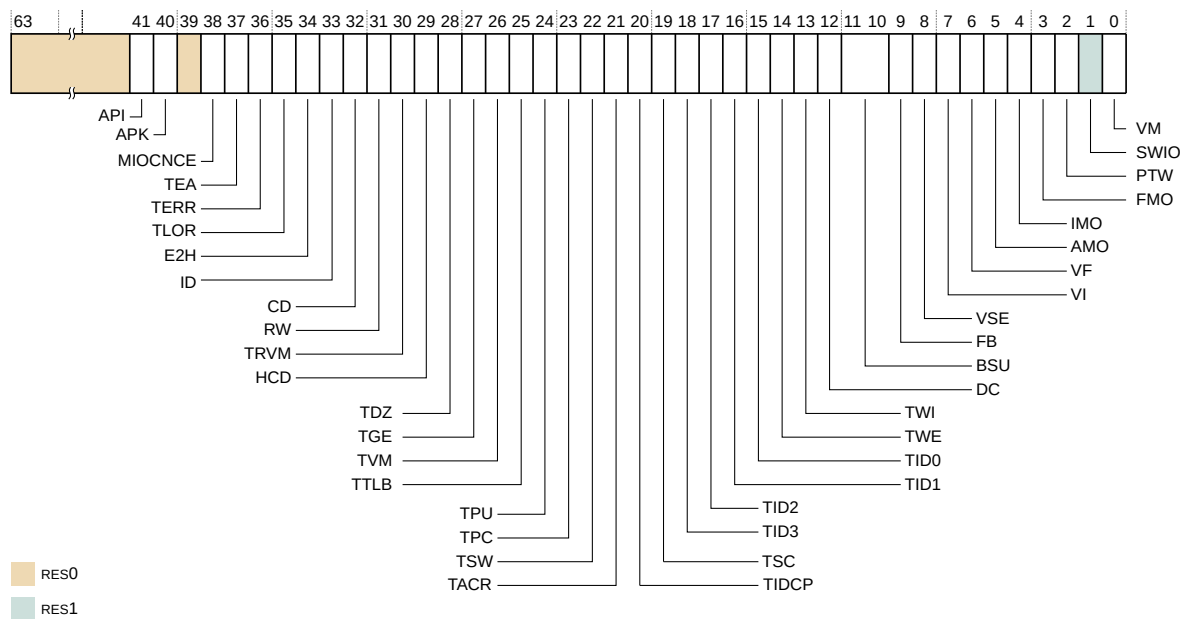 63 41 40 39 38 37 36 35 34 33 32 31 30 29 28 27 26 25 24 23 22 21 20 19 18 17 16 15 14 13 12 11 10 9 8 7 6 5 4 3 2 1 0
API
APK
VM
SWIO
MIOCNCE
PTW
TEA
FMO
TERR
IMO
TLOR
AMO
E2H
VF
ID
VI
CD
VSE
RW
FB
TRVM
BSU
HCD
DC
TDZ
TWI
TGE
TWE
TVM
TID0
TTLB
TID1
TID2
TPU
TID3
TPC
TSW
TSC
TACR
TIDCP
RES0
RES1